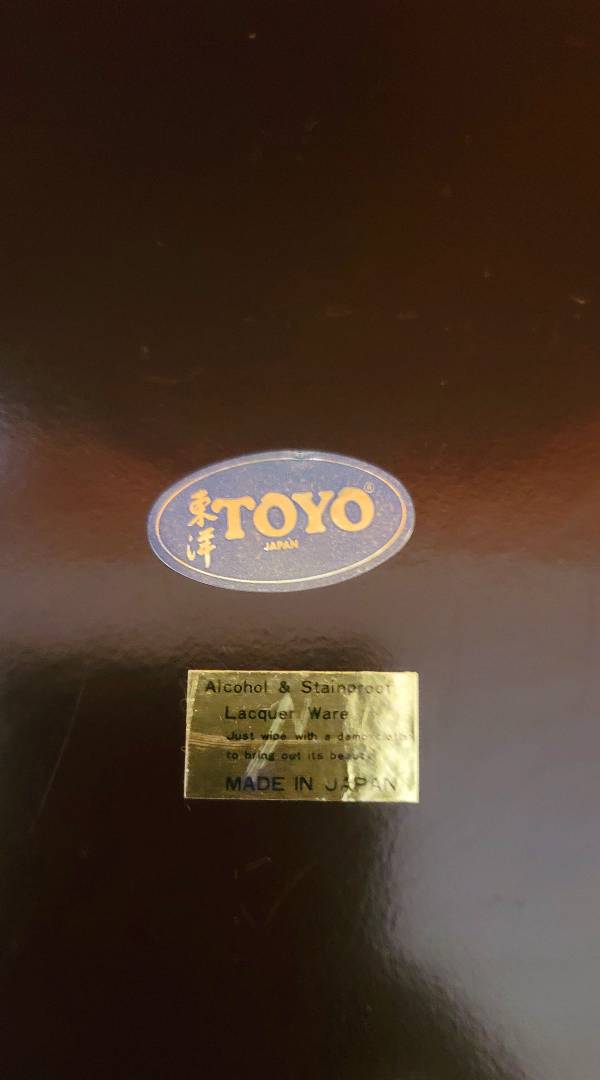 東洋
TOYO®
JAPAN
Alcohol & Stainproof
Lacquer Ware
Just wipe with a damp cloth
to bring out its beauty
MADE IN JAPAN